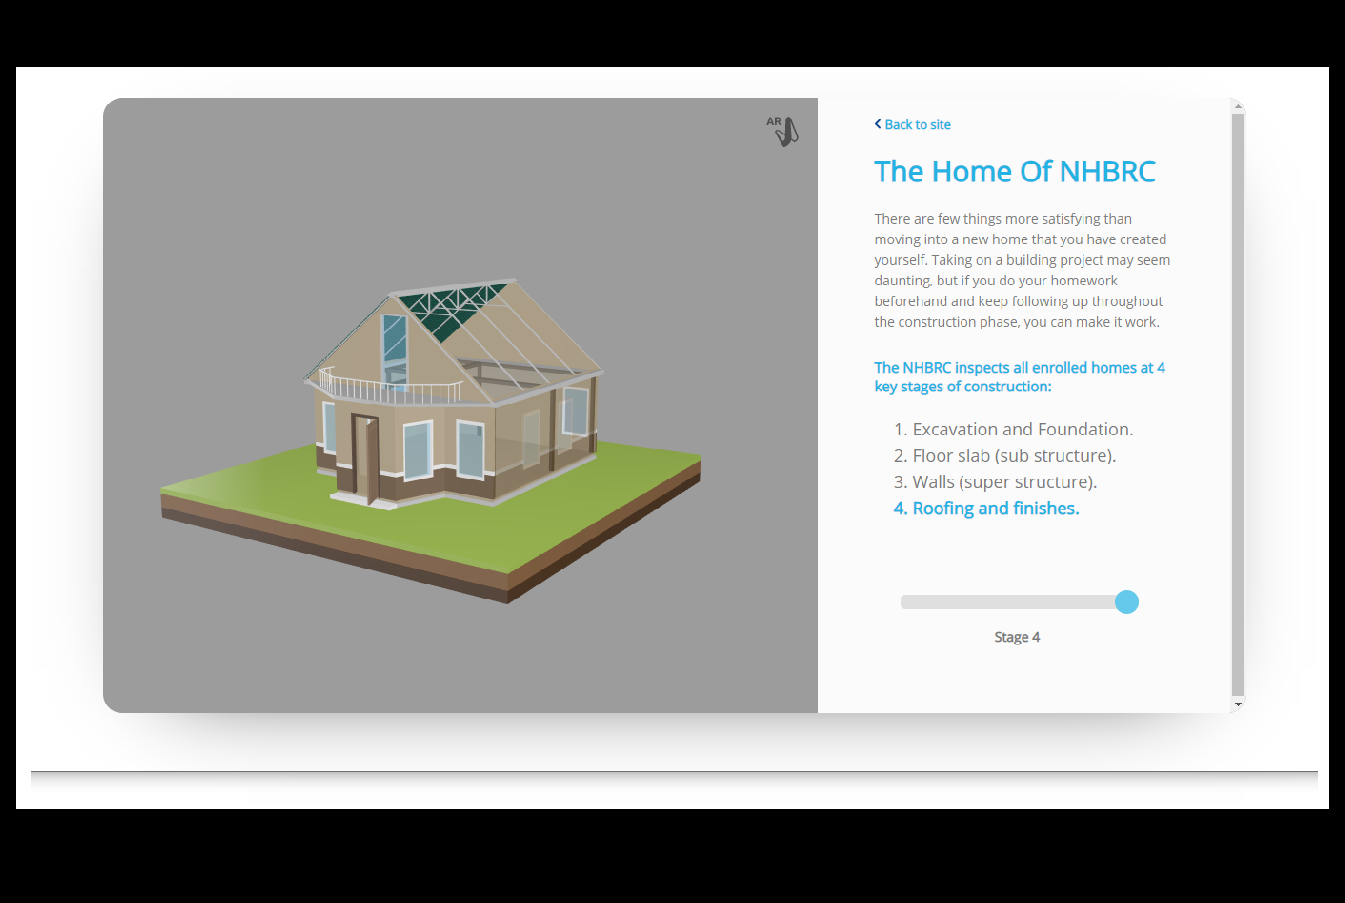 AR
Back to site
The Home Of NHBRC
There are few things more satisfying than
moving into a new home that you have created
yourself. Taking on a building project may seem
daunting, but if you do your homework
beforehand and keep following up throughout
the construction phase, you can make it work.
The NHBRC inspects all enrolled homes at 4
key stages of construction:
1. Excavation and Foundation.
2. Floor slab (sub structure).
3. Walls (super structure).
4. Roofing and finishes.
Stage 4